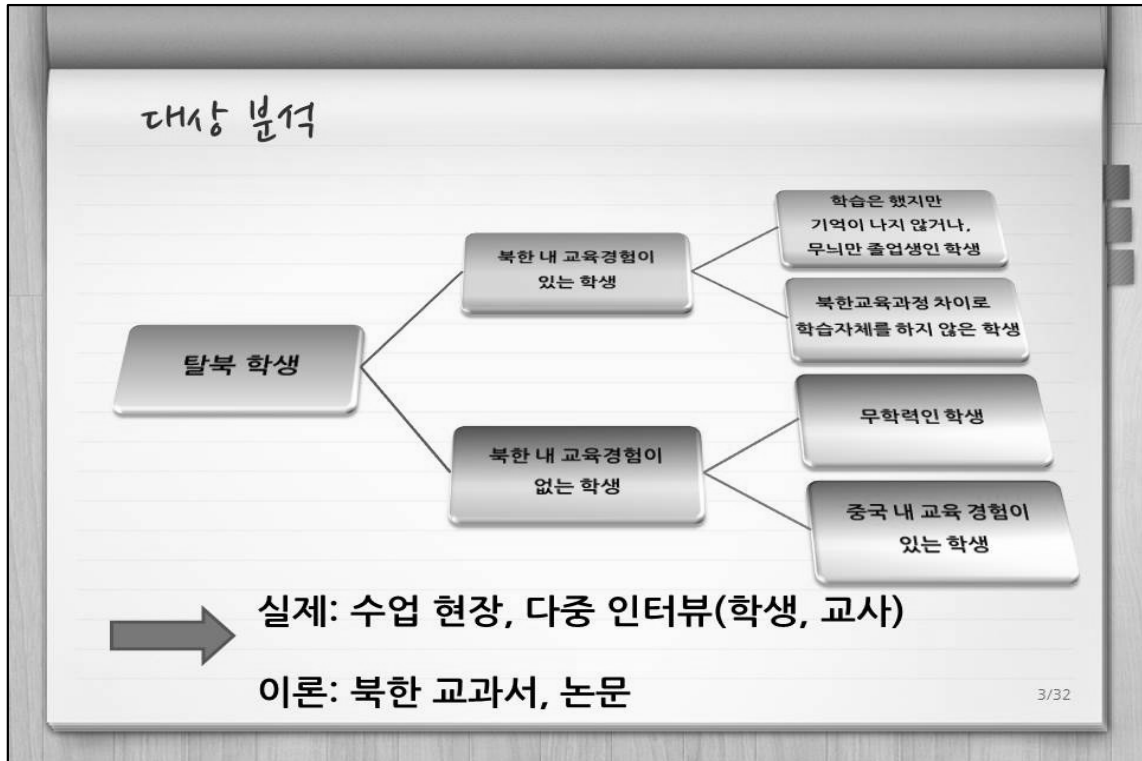 대상 분석
탈북 학생
북한 내 교육경험이
있는 학생
학습은 했지만
기억이 나지 않거나,
무늬만 졸업생인 학생
북한교육과정 차이로
학습자체를 하지 않은 학생
북한 내 교육경험이
없는 학생
무학력인 학생
중국 내 교육 경험이
있는 학생
실제: 수업 현장, 다중 인터뷰(학생, 교사)
이론: 북한 교과서, 논문
3/32